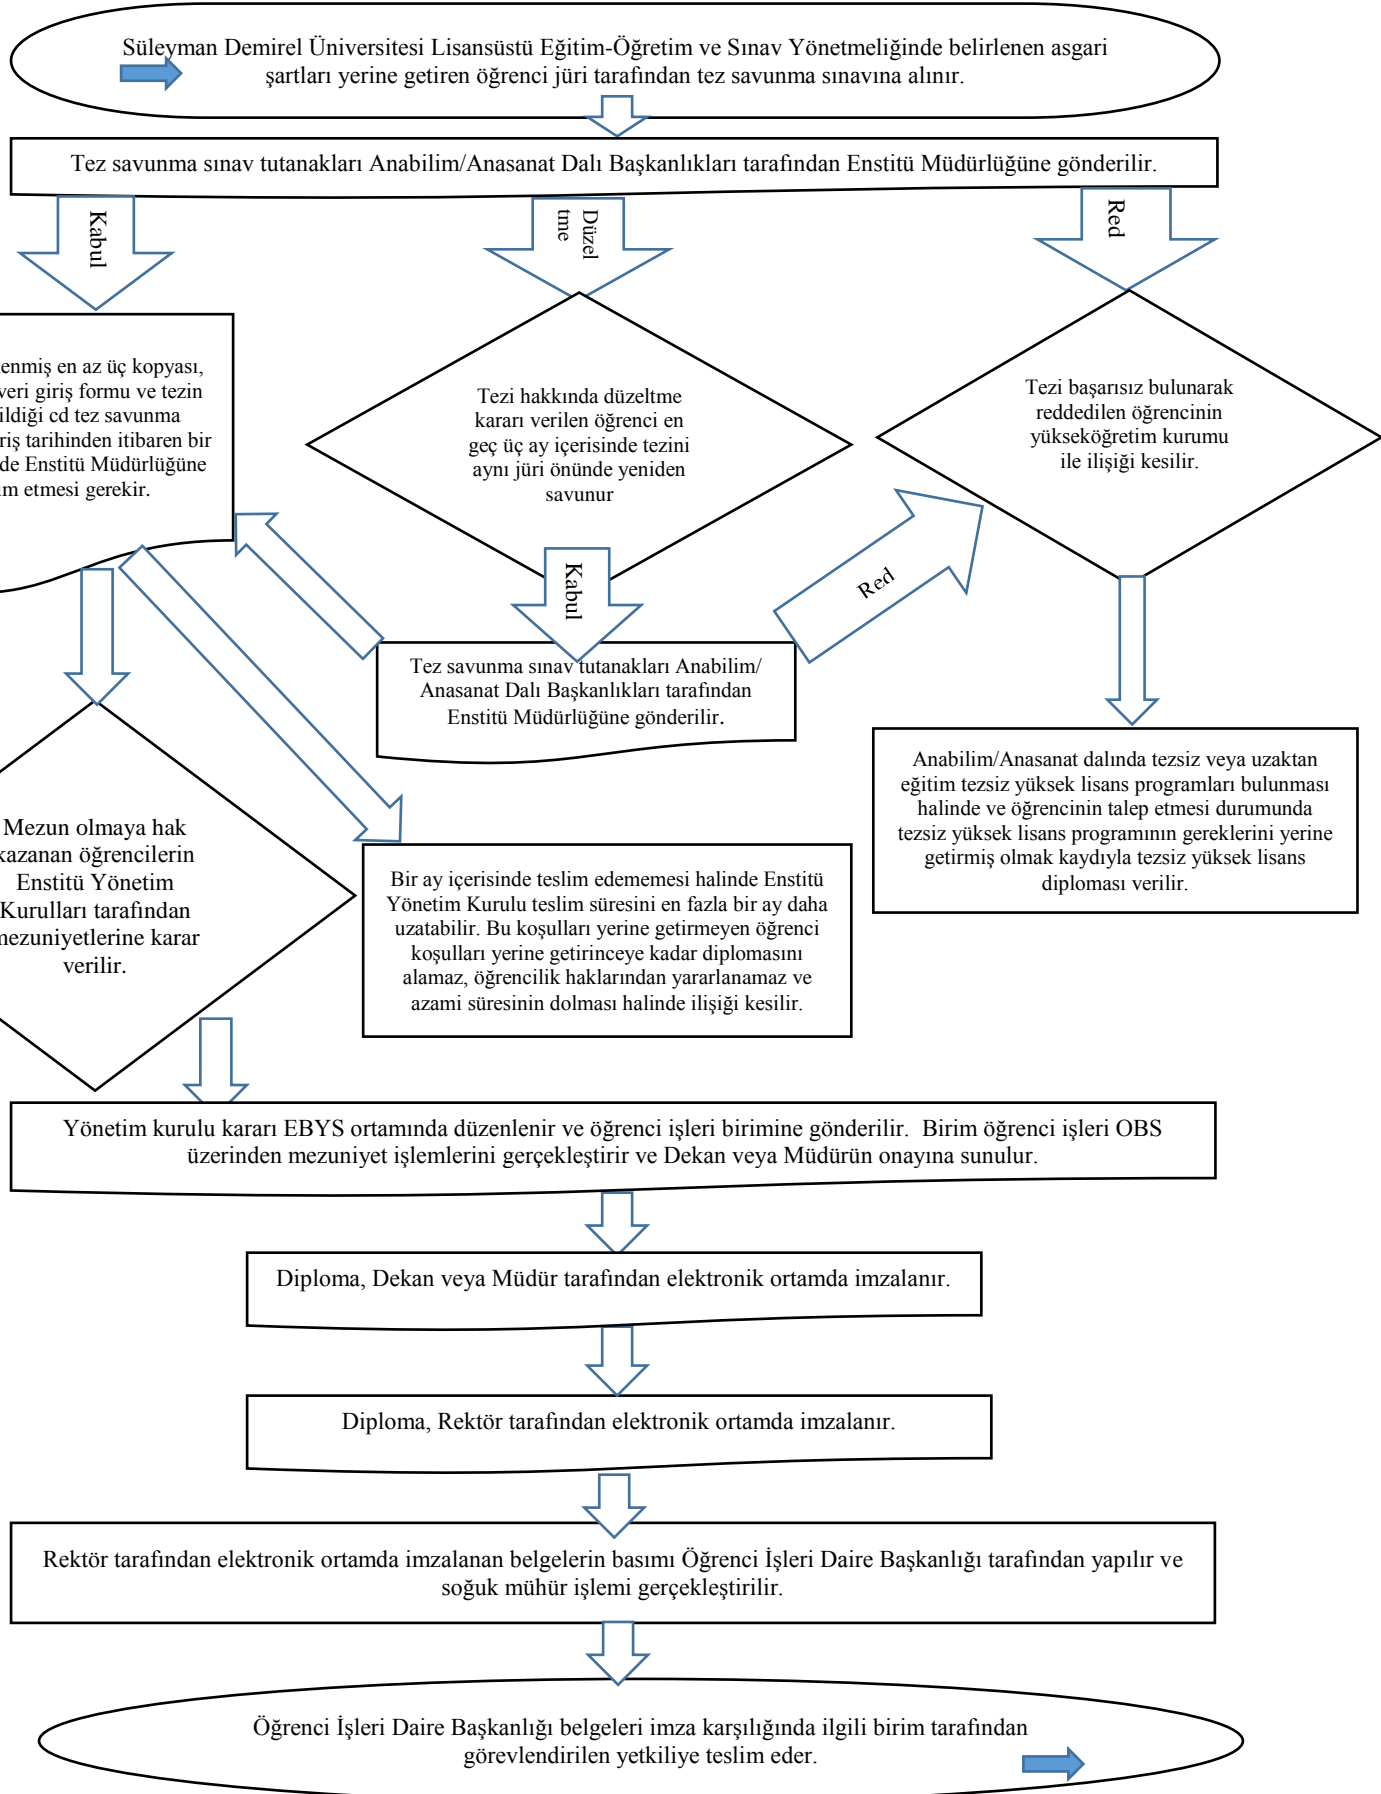 Süleyman Demirel Üniversitesi Lisansüstü Eğitim-Öğretim ve Sınav Yönetmeliğinde belirlenen asgari
şartları yerine getiren öğrenci jüri tarafından tez savunma sınavına alınır.
Tez savunma sınav tutanakları Anabilim/Anasanat Dalı Başkanlıkları tarafından Enstitü Müdürlüğüne gönderilir.
Kabul
Düzel
tme
Red
en az üç kopyası,
veri giriş formu ve tezin
cd tez savunma
tarihinden itibaren bir
Enstitü Müdürlüğüne
etmesi gerekir.
Tezi hakkında düzeltme
kararı verilen öğrenci en
geç üç ay içerisinde tezini
aynı jüri önünde yeniden
savunur
Tezi başarısız bulunarak
reddedilen öğrencinin
yükseköğretim kurumu
ile ilişiği kesilir.
Kabul
Red
Tez savunma sınav tutanakları Anabilim/
Anasanat Dalı Başkanlıkları tarafından
Enstitü Müdürlüğüne gönderilir.
Anabilim/Anasanat dalında tezsiz veya uzaktan
eğitim tezsiz yüksek lisans programları bulunması
halinde ve öğrencinin talep etmesi durumunda
tezsiz yüksek lisans programının gereklerini yerine
getirmiş olmak kaydıyla tezsiz yüksek lisans
diploması verilir.
Mezun olmaya hak
kazanan öğrencilerin
Enstitü Yönetim
Kurulları tarafından
mezuniyetlerine karar
verilir.
Bir ay içerisinde teslim edememesi halinde Enstitü
Yönetim Kurulu teslim süresini en fazla bir ay daha
uzatabilir. Bu koşulları yerine getirmeyen öğrenci
koşulları yerine getirinceye kadar diplomasını
alamaz, öğrencilik haklarından yararlanamaz ve
azami süresinin dolması halinde ilişiği kesilir.
Yönetim kurulu kararı EBYS ortamında düzenlenir ve öğrenci işleri birimine gönderilir. Birim öğrenci işleri OBS
üzerinden mezuniyet işlemlerini gerçekleştirir ve Dekan veya Müdürün onayına sunulur.
Diploma, Dekan veya Müdür tarafından elektronik ortamda imzalanır.
Diploma, Rektör tarafından elektronik ortamda imzalanır.
Rektör tarafından elektronik ortamda imzalanan belgelerin basımı Öğrenci İşleri Daire Başkanlığı tarafından yapılır ve
soğuk mühür işlemi gerçekleştirilir.
Öğrenci İşleri Daire Başkanlığı belgeleri imza karşılığında ilgili birim tarafından
görevlendirilen yetkiliye teslim eder.